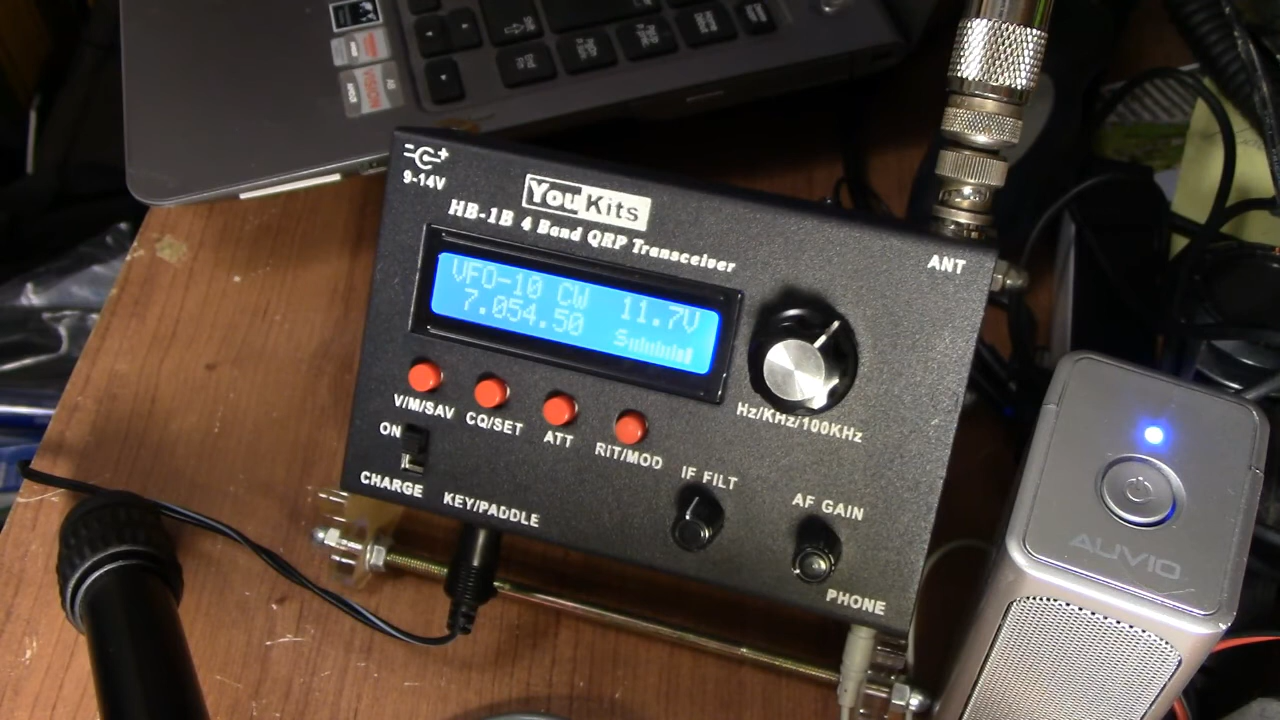 VISION
9-14V
YouKits
HB-1B 4 Band QRP Transceiver
ANT
VFO-10 CW 11.7V
7.054.50 S
Hz/KHz/100KHz
V/M/SAV CQ/SET ATT RIT/MOD
ON
CHARGE
KEY/PADDLE
IF FILT
AF GAIN
PHONE
AUVIO